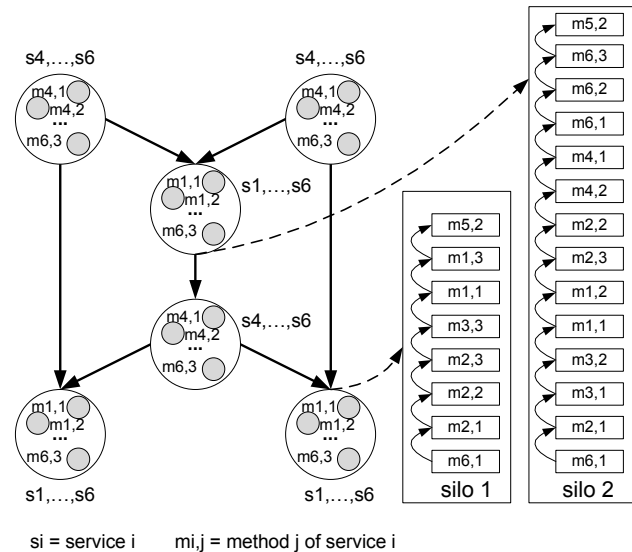 s4,...,s6
m4,1
m4,2
...
m6,3
s4,...,s6
m4,1
m4,2
...
m6,3
s1,...,s6
m1,1
m1,2
...
m6,3
s4,...,s6
m4,1
m4,2
...
m6,3
m1,1
m1,2
...
m6,3
s1,...,s6
m1,1
m1,2
...
m6,3
s1,...,s6
m5,2
m1,3
m1,1
m3,3
m2,3
m2,2
m2,1
m6,1
silo 1
m5,2
m6,3
m6,2
m6,1
m4,1
m4,2
m2,2
m2,3
m1,2
m1,1
m3,2
m3,1
m2,1
m6,1
silo 2
si = service i mi,j = method j of service i